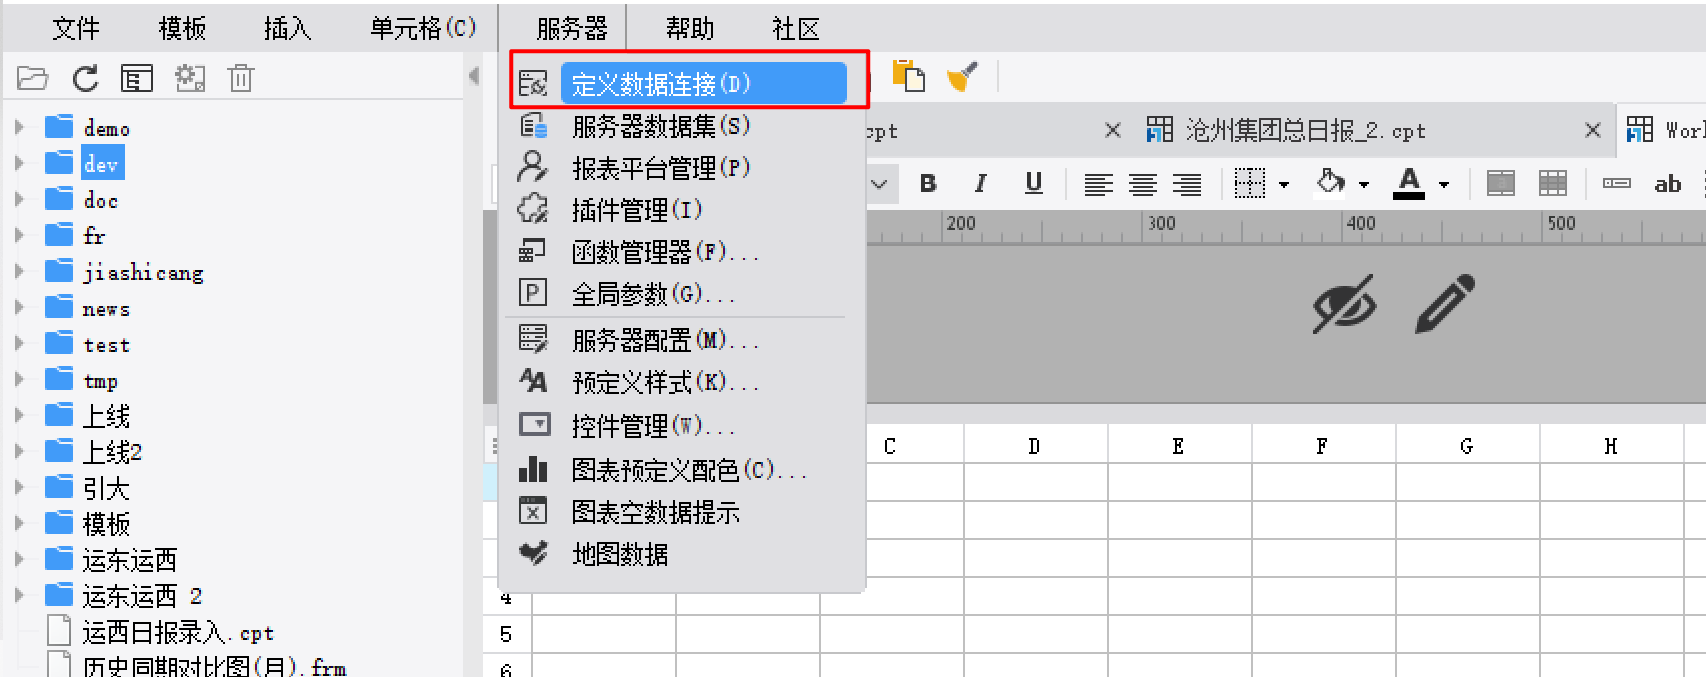 文件 模板 插入 单元格(C) 服务器 帮助 社区
定义数据连接(D)
服务器数据集(S)
报表平台管理(P)
插件管理(I)
函数管理器(F)...
全局参数(G)...
服务器配置(M)...
预定义样式(K)...
控件管理(W)...
图表预定义配色(C)...
图表空数据提示
地图数据
demo
dev
doc
fr
jiashicang
news
test
tmp
上线
上线2
引大
模板
运东运西
运东运西 2
运西日报录入.cpt
历史同期对比图(月).frm
cpt
沧州集团总日报_2.cpt
Worl
B I U A ab
200 300 400 500
C D E F G H
4
5
6